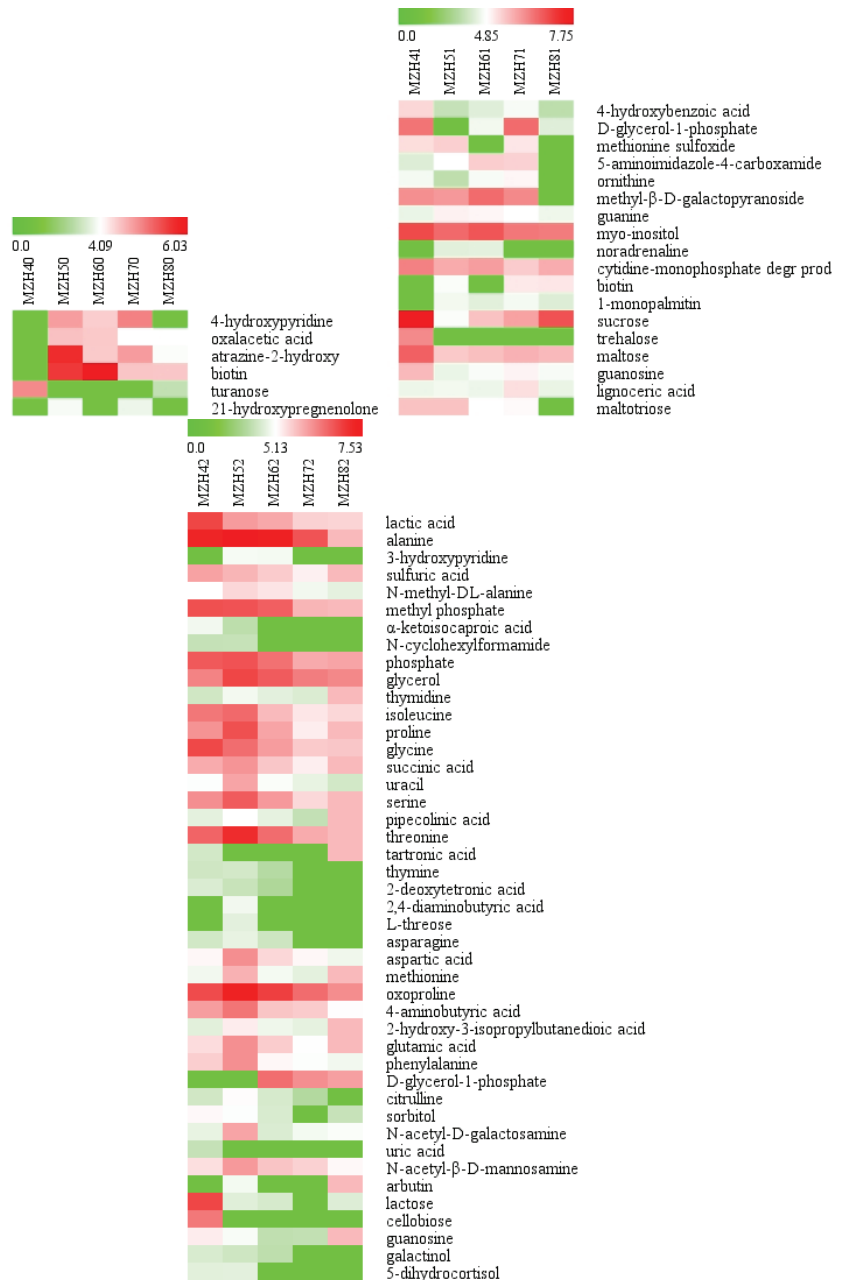 0.0 4.85 7.75
MZH41 MZH51 MZH61 MZH71 MZH81
4-hydroxybenzoic acid
D-glycerol-1-phosphate
methionine sulfoxide
5-aminoimidazole-4-carboxamide
ornithine
methyl-β-D-galactopyranoside
guanine
myo-inositol
noradrenaline
cytidine-monophosphate degr prod
biotin
1-monopalmitin
sucrose
trehalose
maltose
guanosine
lignoceric acid
maltotriose
0.0 4.09 6.03
MZH40 MZH50 MZH60 MZH70 MZH80
4-hydroxypyridine
oxalacetic acid
atrazine-2-hydroxy
biotin
turanose
21-hydroxypregnenolone
0.0 5.13 7.53
MZH42 MZH52 MZH62 MZH72 MZH82
lactic acid
alanine
3-hydroxypyridine
sulfuric acid
N-methyl-DL-alanine
methyl phosphate
α-ketoisocaproic acid
N-cyclohexylformamide
phosphate
glycerol
thymidine
isoleucine
proline
glycine
succinic acid
uracil
serine
pipecolinic acid
threonine
tartronic acid
thymine
2-deoxytetronic acid
2,4-diaminobutyric acid
L-threose
asparagine
aspartic acid
methionine
oxoproline
4-aminobutyric acid
2-hydroxy-3-isopropylbutanedioic acid
glutamic acid
phenylalanine
D-glycerol-1-phosphate
citrulline
sorbitol
N-acetyl-D-galactosamine
uric acid
N-acetyl-β-D-mannosamine
arbutin
lactose
cellobiose
guanosine
galactinol
5-dihydrocortisol